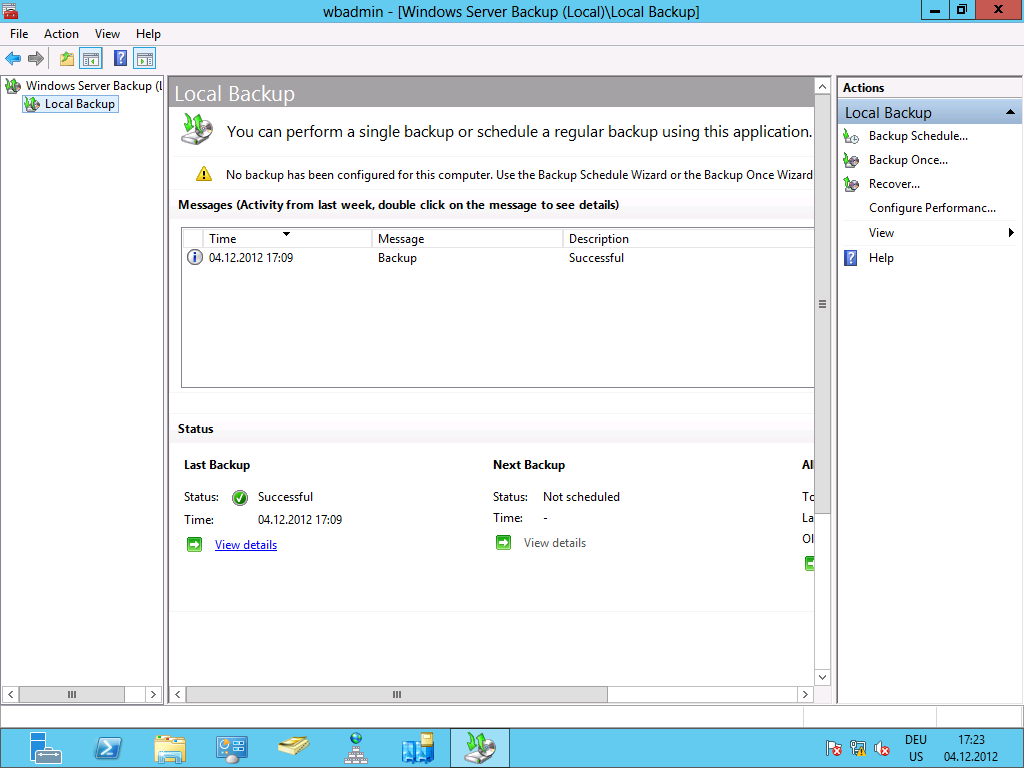 wbadmin - [Windows Server Backup (Local)\Local Backup]
File Action View Help
Windows Server Backup (L
Local Backup
Local Backup
You can perform a single backup or schedule a regular backup using this application.
No backup has been configured for this computer. Use the Backup Schedule Wizard or the Backup Once Wizard
Messages (Activity from last week, double click on the message to see details)
Time Message Description
04.12.2012 17:09 Backup Successful
Status
Last Backup Next Backup Al
Status: Successful Status: Not scheduled To
Time: 04.12.2012 17:09 Time: - La
View details View details Ol
Actions
Local Backup
Backup Schedule...
Backup Once...
Recover...
Configure Performanc...
View
Help
DEU 17:23
US 04.12.2012